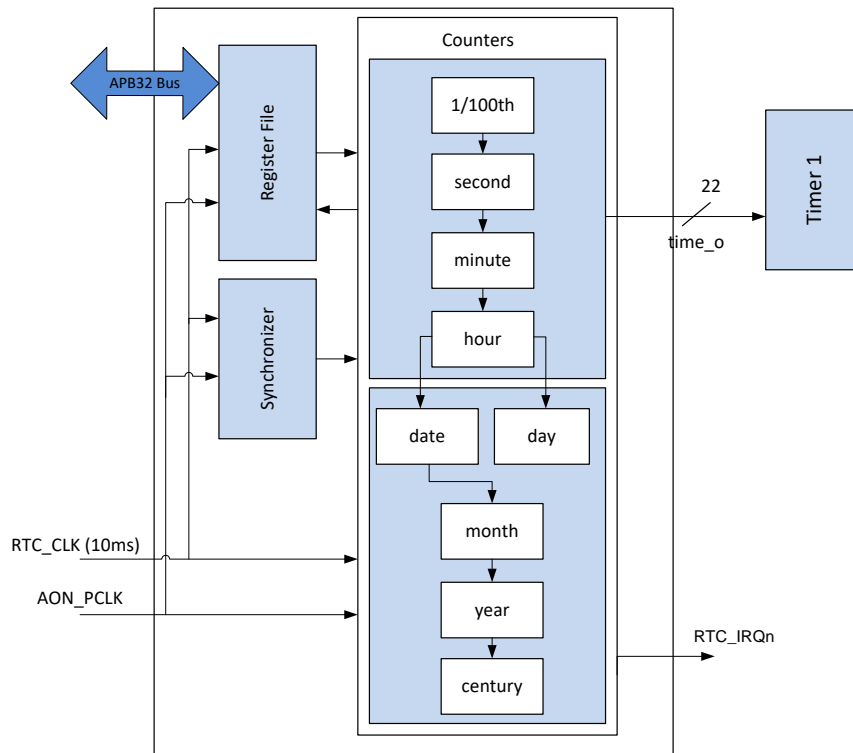 Counters
APB32 Bus
Register File
1/100th
second
minute
hour
22
time_o
Timer 1
Synchronizer
date
day
month
year
century
RTC_CLK (10ms)
AON_PCLK
RTC_IRQn